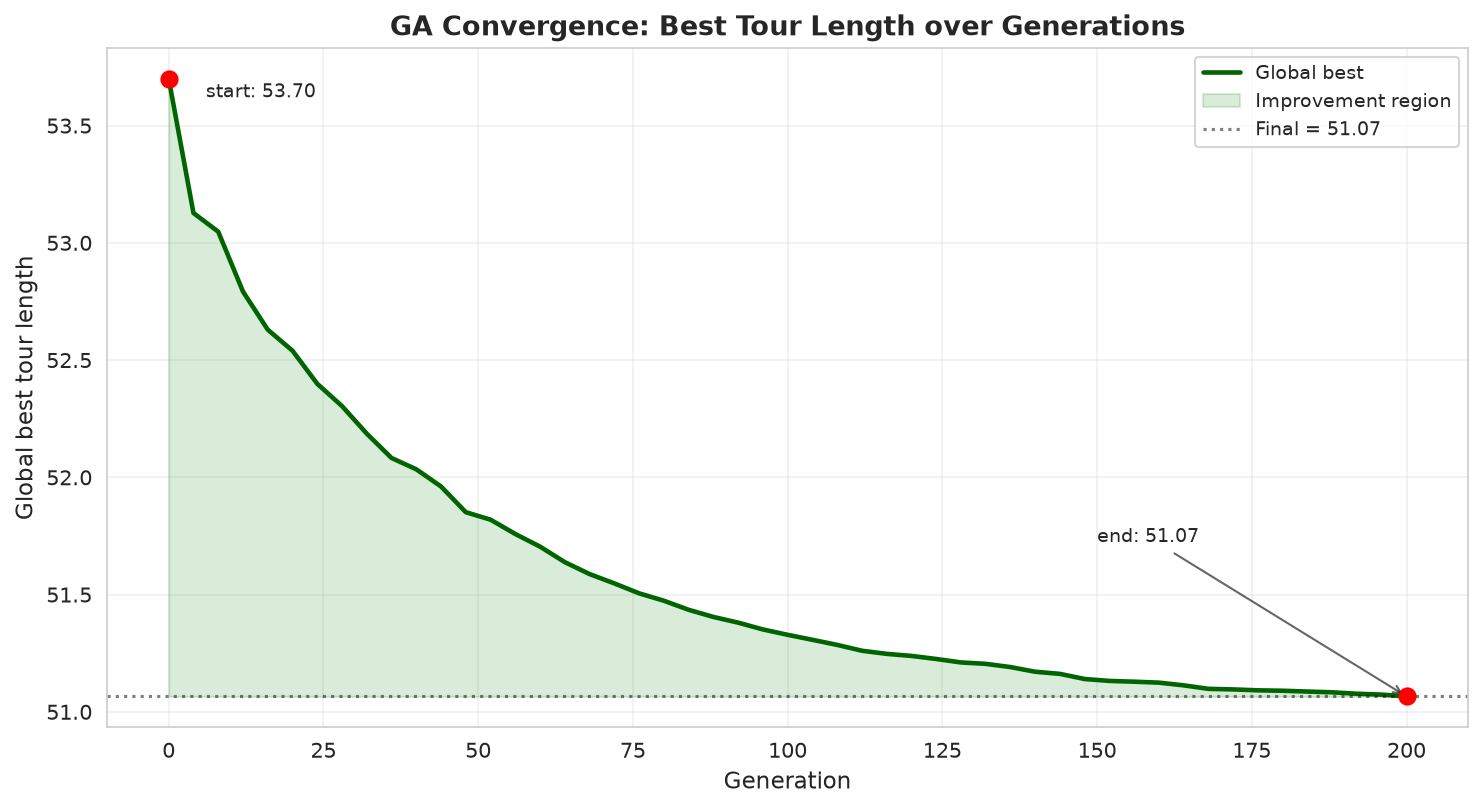 GA Convergence: Best Tour Length over Generations
Global best
Improvement region
Final = 51.07
start: 53.70
end: 51.07
Global best tour length
53.5
53.0
52.5
52.0
51.5
51.0
0
25
50
75
100
125
150
175
200
Generation